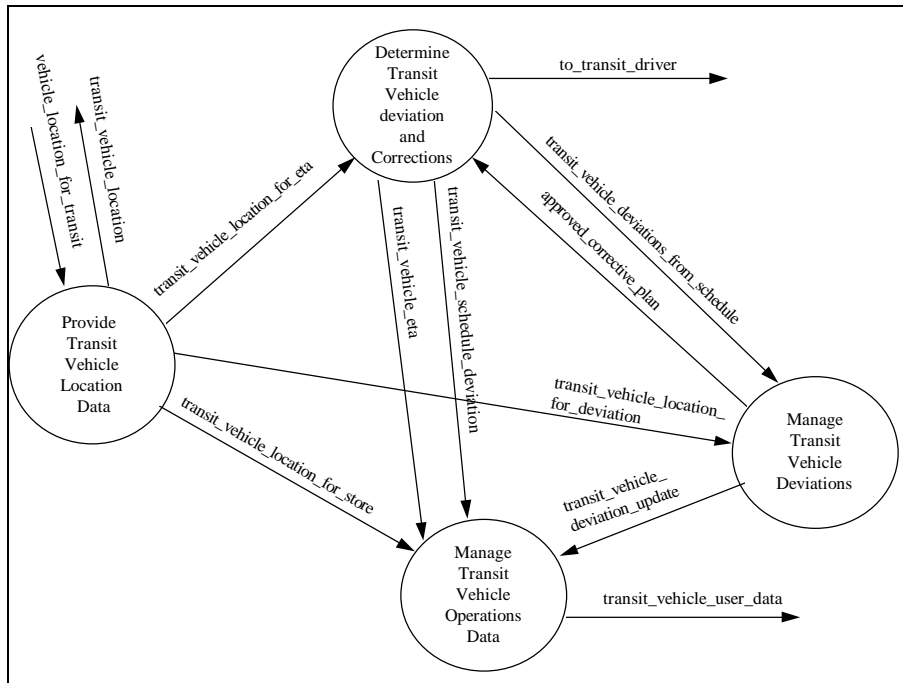 Determine
Transit
Vehicle
deviation
and
Corrections
to_transit_driver
vehicle_location_for_transit
transit_vehicle_location
transit_vehicle_location_for_eta
transit_vehicle_deviations_from_schedule
approved_corrective_plan
transit_vehicle_eta
transit_vehicle_schedule_deviation
Provide
Transit
Vehicle
Location
Data
transit_vehicle_location_
for_deviation
transit_vehicle_location_for_store
Manage
Transit
Vehicle
Deviations
transit_vehicle_
deviation_update
Manage
Transit
Vehicle
Operations
Data
transit_vehicle_user_data